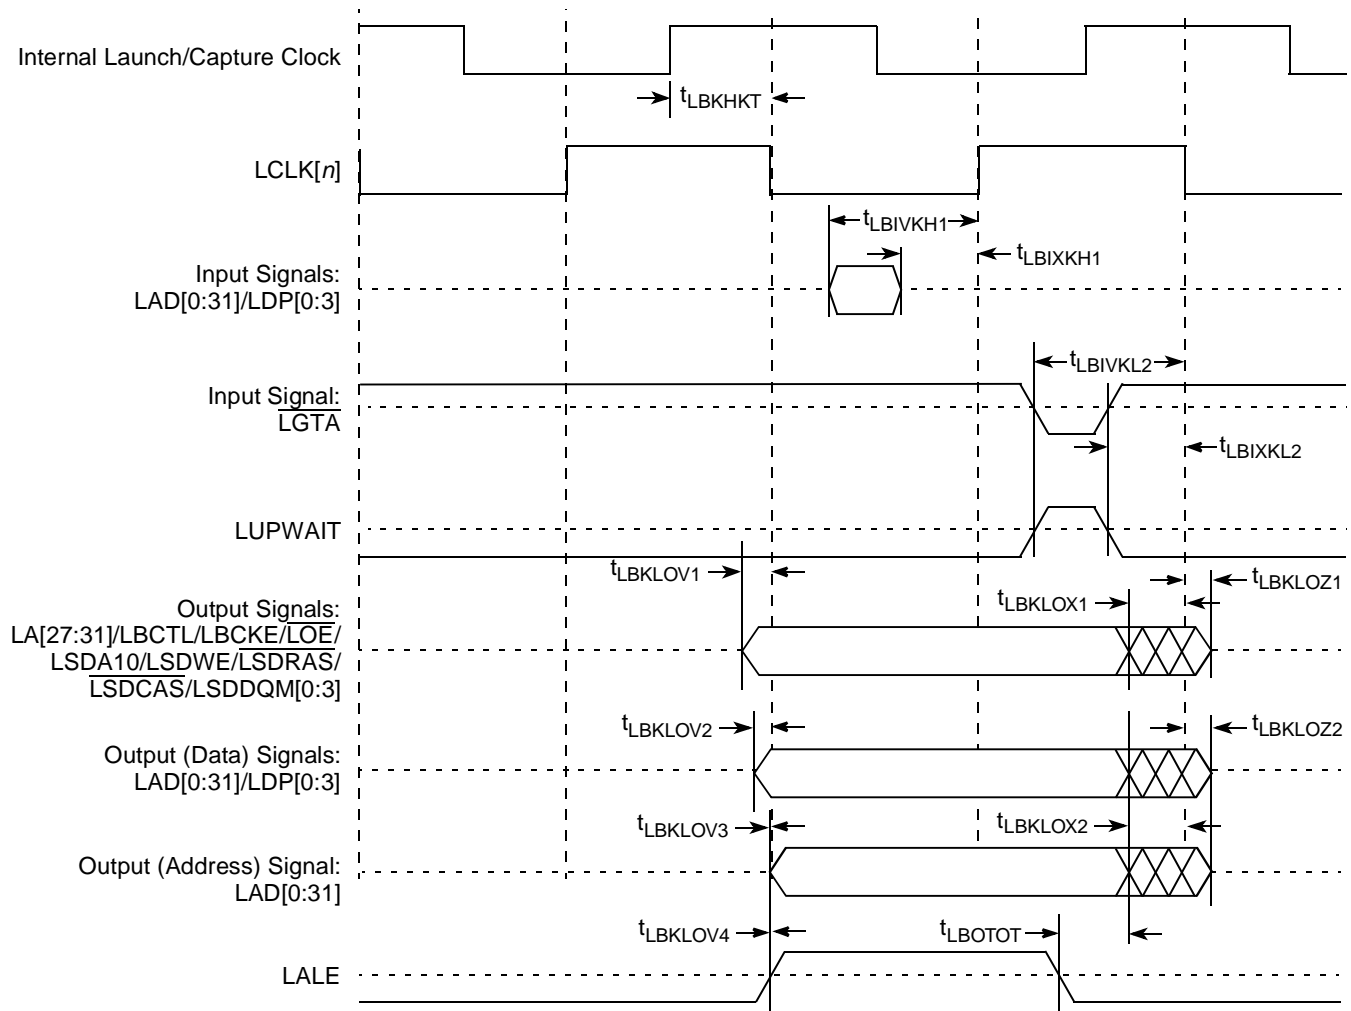 Internal Launch/Capture Clock
tLBKHKT
LCLK[n]
tLBIVKH1
tLBIXKH1
Input Signals:
LAD[0:31]/LDP[0:3]
tLBIVKL2
Input Signal:
LGTA
tLBIXKL2
LUPWAIT
tLBKLOV1
tLBKLOZ1
tLBKLOX1
Output Signals:
LA[27:31]/LBCTL/LBCKE/LOE/
LSDA10/LSDWE/LSDRAS/
LSDCAS/LSDDQM[0:3]
tLBKLOV2
tLBKLOZ2
Output (Data) Signals:
LAD[0:31]/LDP[0:3]
tLBKLOV3
tLBKLOX2
Output (Address) Signal:
LAD[0:31]
tLBKLOV4
tLBOTOT
LALE